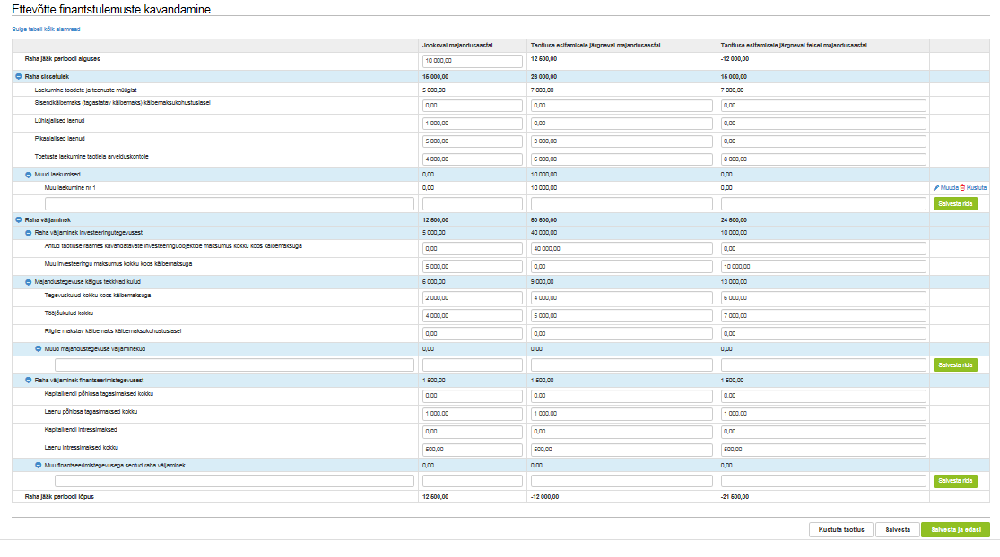 Ettevõtte finantstulemuste kavandamine
Sulge tabeli kõik alamread
Jooksval majandusaastal Taotluse esitamisele järgneval majandusaastal Taotluse esitamisele järgneval teisel majandusaastal
Raha jääk perioodi alguses 10 000,00 12 500,00 -12 000,00
Raha sissetulek 15 000,00 26 000,00 15 000,00
Laekumine toodete ja teenuste müügist 5 000,00 7 000,00 7 000,00
Sisendkäibemaks (tagastatav käibemaks) käibemaksukohustuslasel 0,00 0,00 0,00
Lühiajalised laenud 1 000,00 0,00 0,00
Pikaajalised laenud 5 000,00 3 000,00 0,00
Toetuste laekumine taotleja arvelduskontole 4 000,00 6 000,00 8 000,00
Muud laekumised 0,00 10 000,00 0,00
Muu laekumine nr 1 0,00 10 000,00 0,00 Muuda Kustuta
Salvesta rida
Raha väljaminek 12 500,00 50 500,00 24 500,00
Raha väljaminek investeeringutegevusest 5 000,00 40 000,00 10 000,00
Antud taotluse raames kavandatavate investeeringuobjektide maksumus kokku koos käibemaksuga 0,00 40 000,00 0,00
Muu investeeringu maksumus kokku koos käibemaksuga 5 000,00 0,00 10 000,00
Majandustegevuse käigus tekkivad kulud 6 000,00 9 000,00 13 000,00
Tegevuskulud kokku koos käibemaksuga 2 000,00 4 000,00 6 000,00
Tööjõukulud kokku 4 000,00 5 000,00 7 000,00
Riigile makstav käibemaks käibemaksukohustuslasel 0,00 0,00 0,00
Muud majandustegevuse väljaminekud 0,00 0,00 0,00
Salvesta rida
Raha väljaminek finantseerimistegevusest 1 500,00 1 500,00 1 500,00
Kapitalirendi põhiosa tagasimaksed kokku 0,00 0,00 0,00
Laenu põhiosa tagasimaksed kokku 1 000,00 1 000,00 1 000,00
Kapitalirendi intressimaksed 0,00 0,00 0,00
Laenu intressimaksed kokku 500,00 500,00 500,00
Muu finantseerimistegevusega seotud raha väljaminek 0,00 0,00 0,00
Salvesta rida
Raha jääk perioodi lõpus 12 500,00 -12 000,00 -21 500,00
Kustuta taotlus Salvesta Salvesta ja edasi